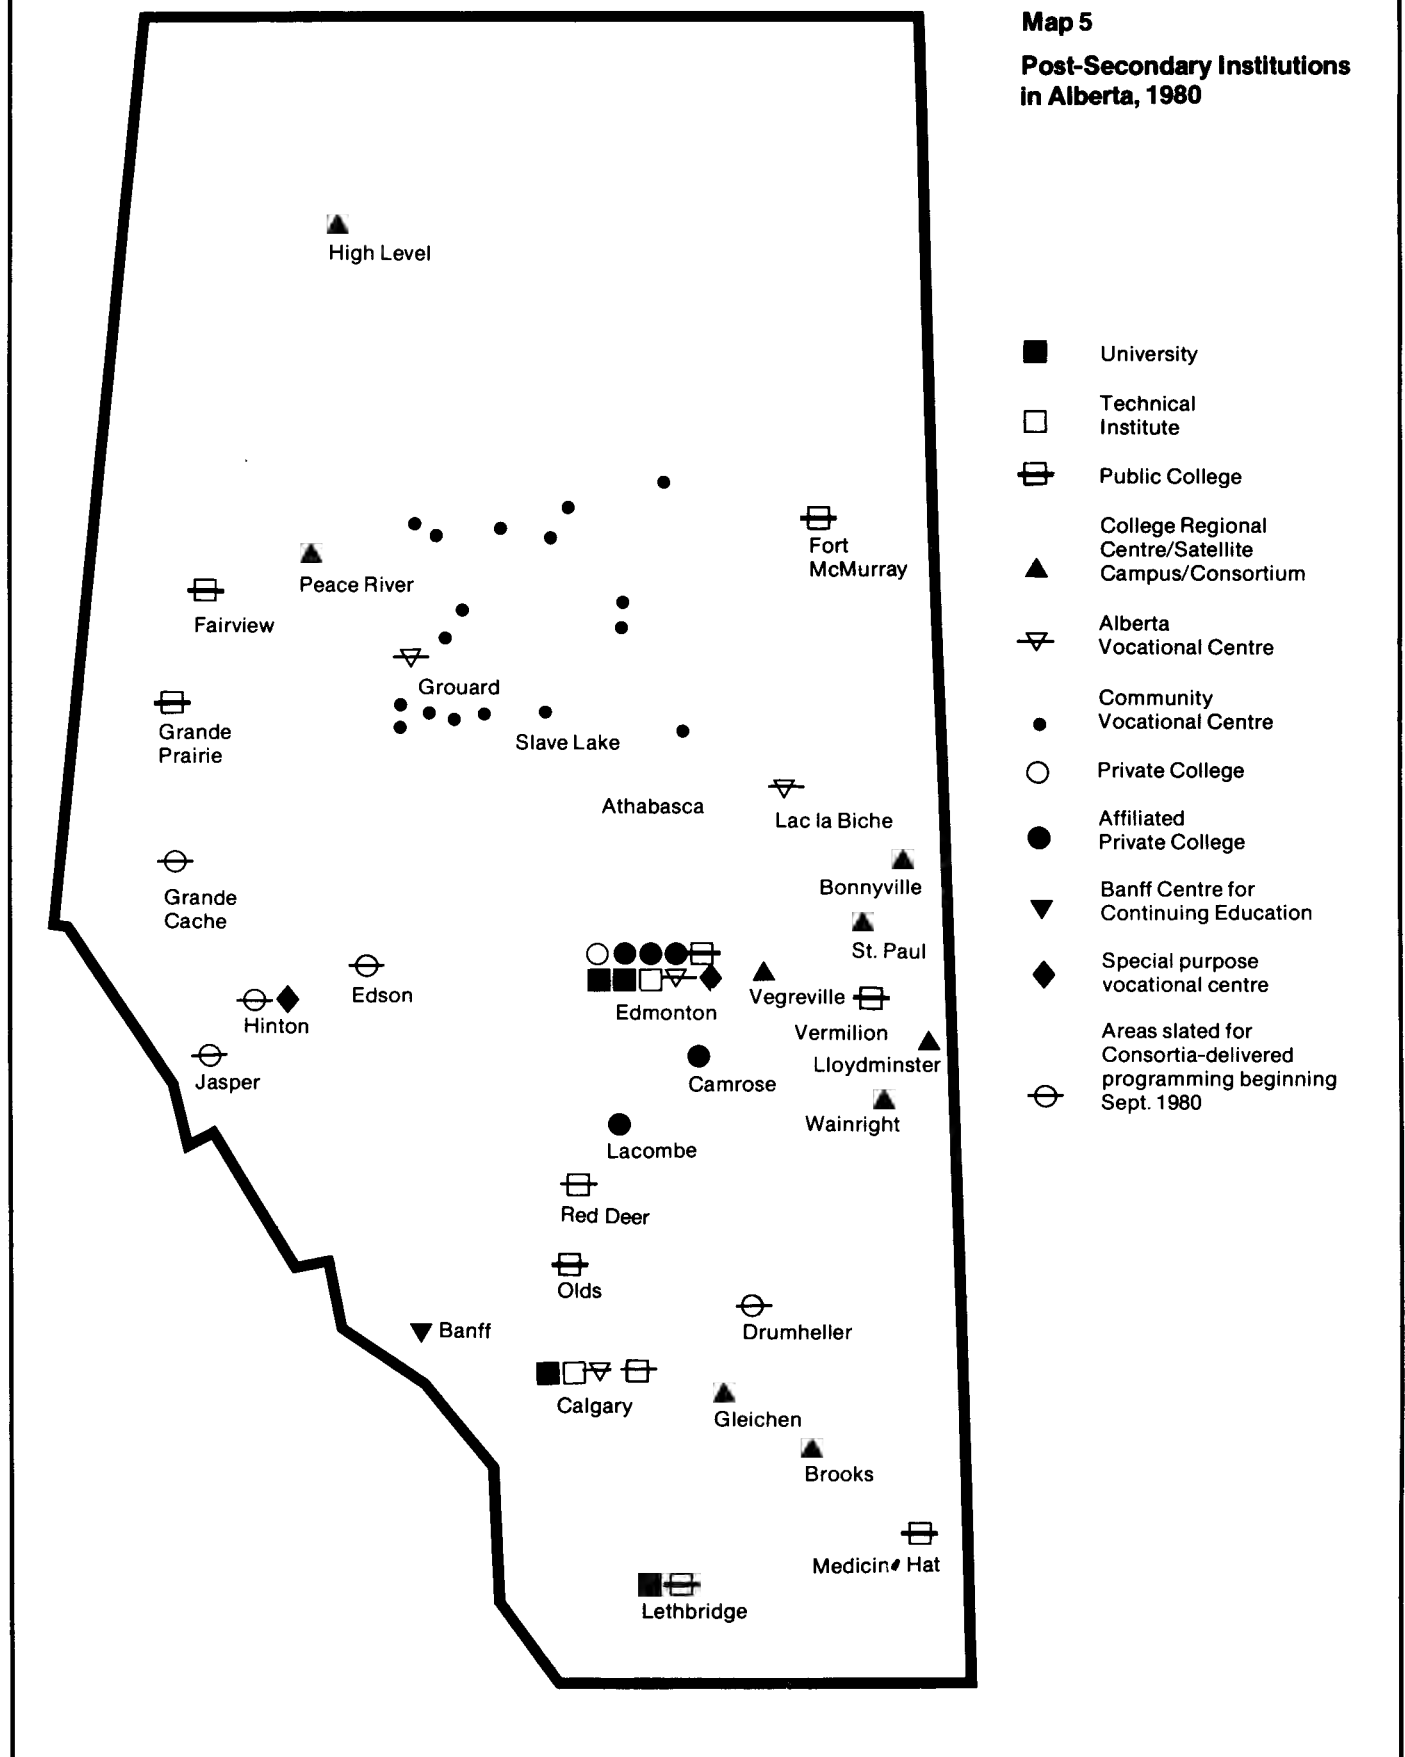 Map 5
Post-Secondary Institutions
in Alberta, 1980
High Level
University
Technical
Institute
Public College
College Regional
Centre/Satellite
Campus/Consortium
Alberta
Vocational Centre
Community
Vocational Centre
Private College
Affiliated
Private College
Banff Centre for
Continuing Education
Special purpose
vocational centre
Areas slated for
Consortia-delivered
programming beginning
Sept. 1980
Fort
McMurray
Peace River
Fairview
Grouard
Grande
Prairie
Slave Lake
Athabasca
Lac la Biche
Bonnyville
Grande
Cache
St. Paul
Edson
Vegreville
Edmonton
Hinton
Vermilion
Lloydminster
Jasper
Camrose
Wainright
Lacombe
Red Deer
Olds
Banff
Drumheller
Calgary
Gleichen
Brooks
Medicine Hat
Lethbridge